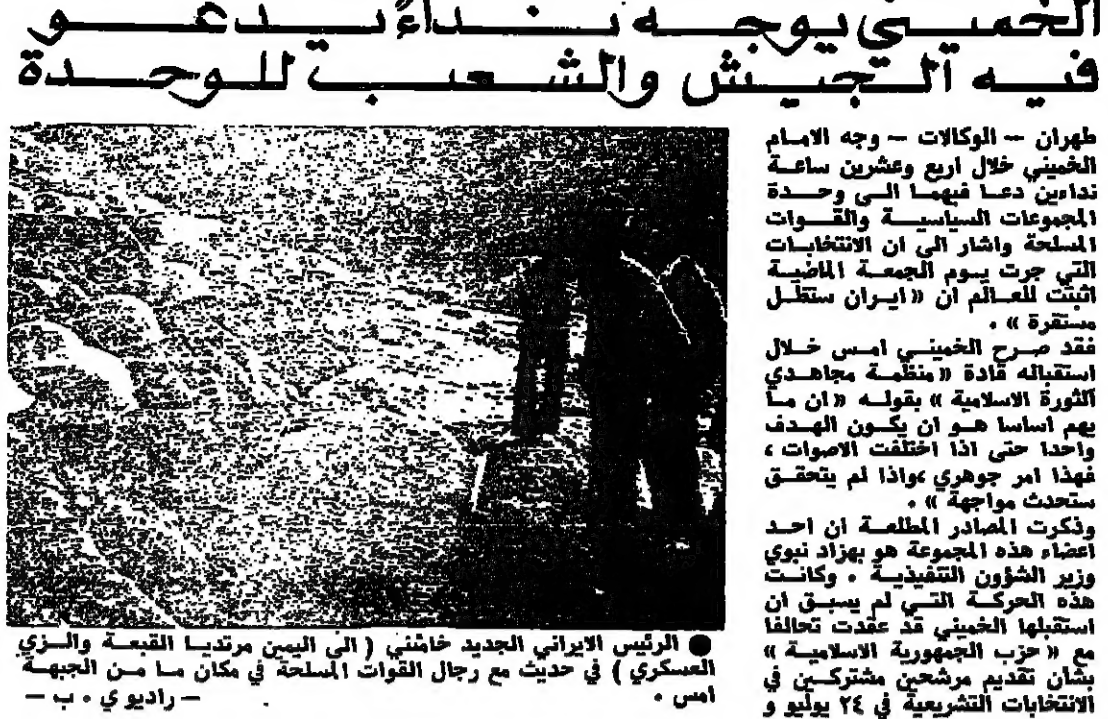 الخميني يوجه نداءً يدعو
فيه الجيش والشعب للوحدة
طهران — الوكالات — وجه الامام
الخميني خلال اربع وعشرين ساعة
نداءين دعا فيهما الى وحدة
المجموعات السياسية والقوات
المسلحة واشار الى ان الانتخابات
التي جرت يوم الجمعة الماضية
اثبتت للعالم ان « ايران ستظل
مستقرة » .
فقد صرح الخميني امس خلال
استقباله قادة « منظمة مجاهدي
الثورة الاسلامية » بقوله « ان ما
يهم اساسا هو ان يكون الهدف
واحدا حتى اذا اختلفت الاصوات ،
فهذا امر جوهري ،واذا لم يتحقق
ستحدث مواجهة » .
وذكرت المصادر المطلعة ان احد
اعضاء هذه المجموعة هو بهزاد نبوي
وزير الشؤون التنفيذية . وكانت
هذه الحركة التي لم يسبق ان
استقبلها الخميني قد عقدت تحالفا
مع « حزب الجمهورية الاسلامية »
بشان تقديم مرشحين مشتركين في
الانتخابات التشريعية في ٢٤ يوليو و
● الرئيس الايراني الجديد خامنئي ( الى اليمين مرتديا القبعة والزي
العسكري ) في حديث مع رجال القوات المسلحة في مكان ما من الجبهة
امس .
— راديو ي . ب —